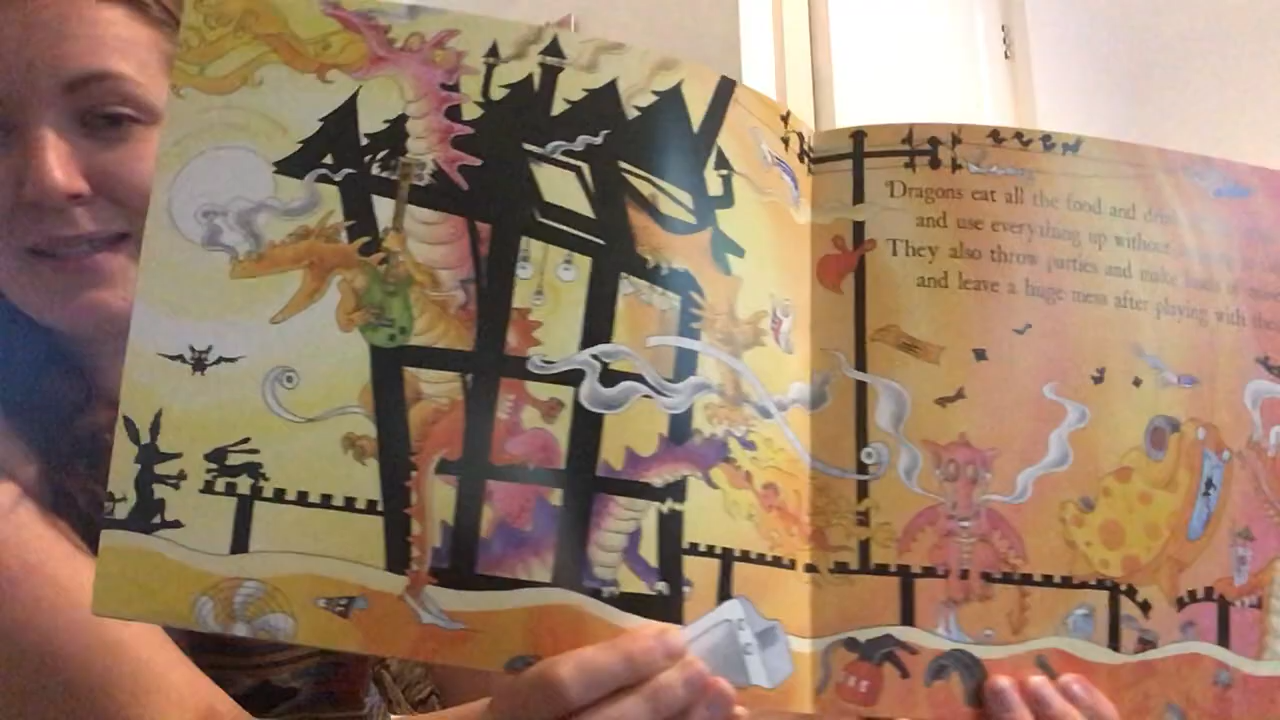 Dragons eat all the food and
and use everything up without
They also throw parties and make
and leave a huge mess after playing with